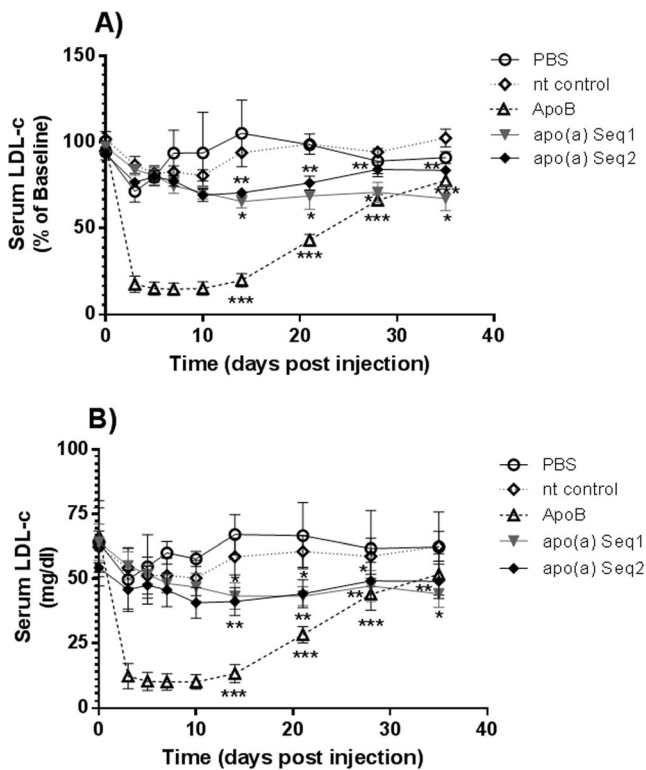 A)
Serum LDL-c
(% of Baseline)
150
100
50
0
0 10 20 30 40
Time (days post injection)
PBS
nt control
ApoB
apo(a) Seq1
apo(a) Seq2
** ** ** **
* * * *
*** *** *** ***
B)
Serum LDL-c
(mg/dl)
100
75
50
25
0
0 10 20 30 40
Time (days post injection)
PBS
nt control
ApoB
apo(a) Seq1
apo(a) Seq2
* * * *
** ** ** **
*** *** ***